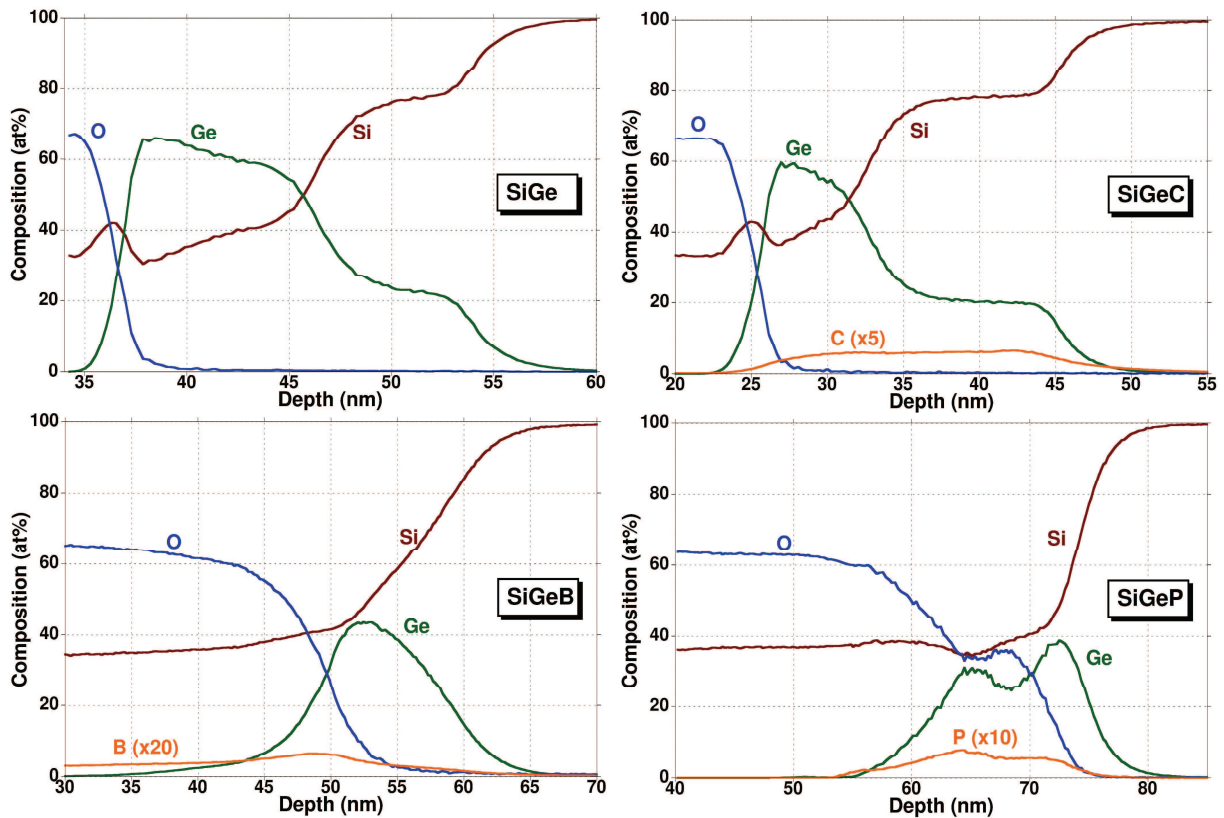 100
80
60
40
20
0
Composition (at%)
O
Ge
Si
SiGe
35
40
45
50
55
60
Depth (nm)
100
80
60
40
20
0
Composition (at%)
O
Ge
Si
C (x5)
SiGeC
20
25
30
35
40
45
50
55
Depth (nm)
100
80
60
40
20
0
Composition (at%)
O
Si
Ge
B (x20)
SiGeB
30
35
40
45
50
55
60
65
70
Depth (nm)
100
80
60
40
20
0
Composition (at%)
O
Si
Ge
P (x10)
SiGeP
40
50
60
70
80
Depth (nm)